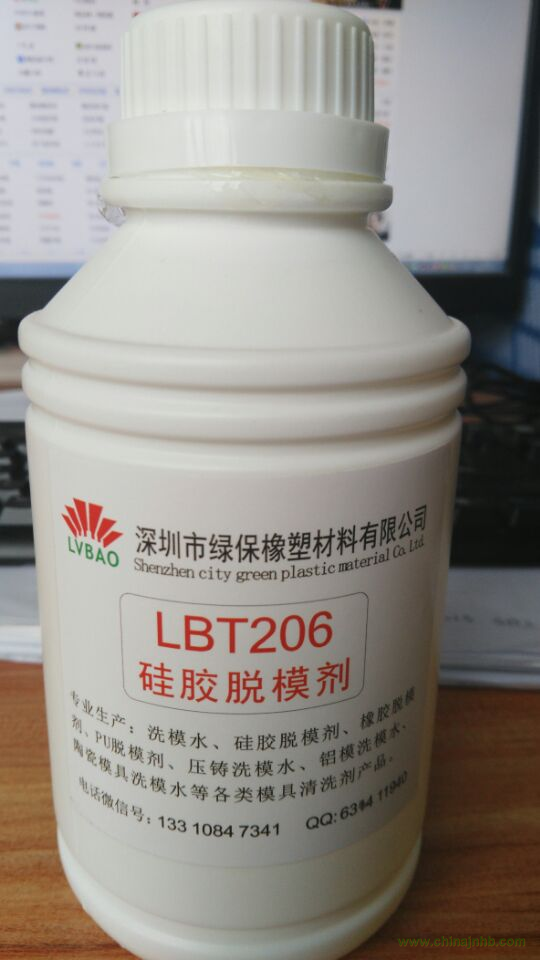 LVBAO
深圳市绿保橡塑材料有限公司
Shenzhen city green plastic material Co. Ltd
LBT206
硅胶脱模剂
专业生产：洗模水、硅胶脱模剂、橡胶脱模
剂、PU脱模剂、压铸洗模水、铝模洗模水、
陶瓷模具洗模水等各类模具清洗剂产品。
电话微信号：133 1084 7341 QQ: 6344 11840
www.chinajnhb.com